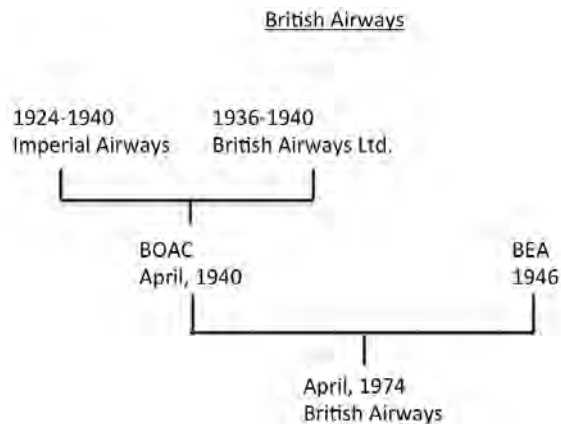 British Airways
1924-1940
Imperial Airways
1936-1940
British Airways Ltd.
BOAC
April, 1940
BEA
1946
April, 1974
British Airways